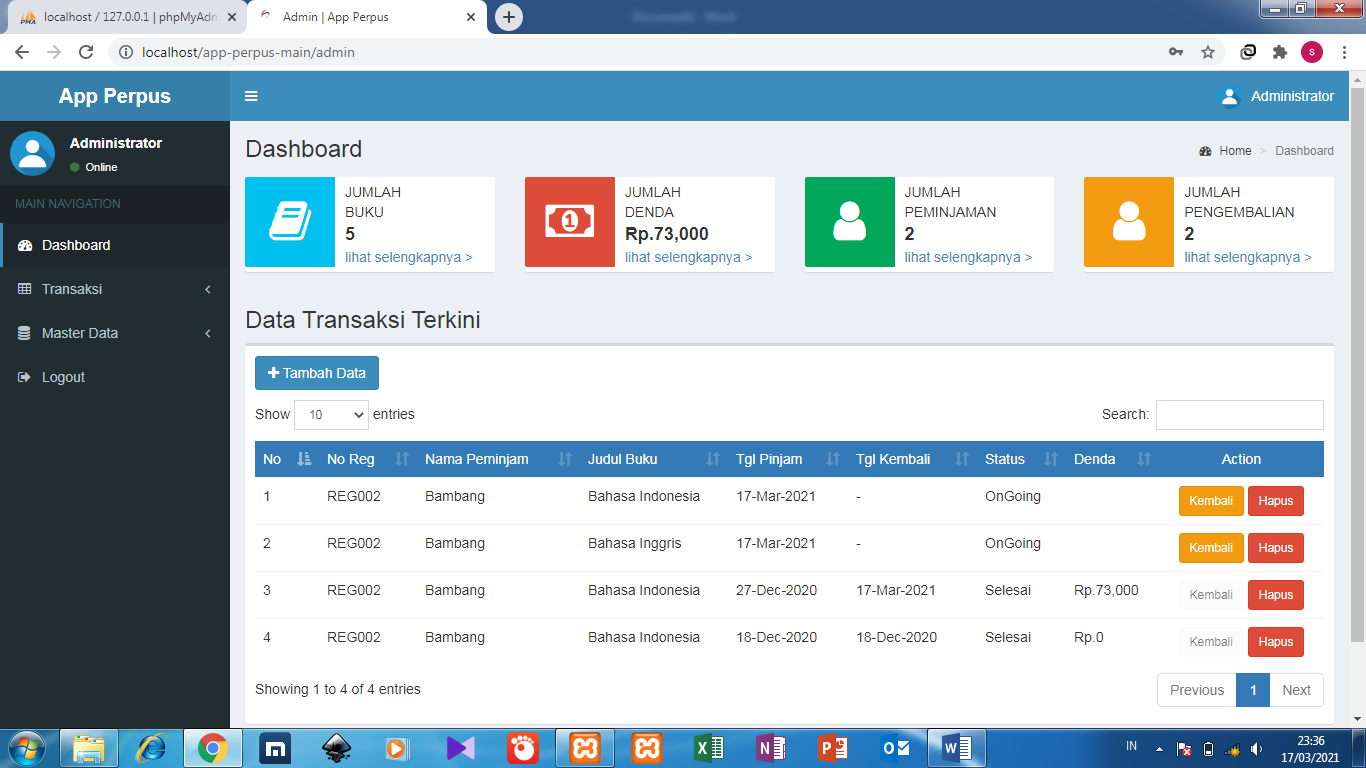 localhost / 127.0.0.1 | phpMyAdm
Admin | App Perpus
Document1 - Word
localhost/app-perpus-main/admin
S
App Perpus
Administrator
Administrator
Online
MAIN NAVIGATION
Dashboard
Transaksi
Master Data
Logout
Dashboard
Home > Dashboard
JUMLAH
BUKU
5
lihat selengkapnya >
JUMLAH
DENDA
Rp.73,000
lihat selengkapnya >
JUMLAH
PEMINJAMAN
2
lihat selengkapnya >
JUMLAH
PENGEMBALIAN
2
lihat selengkapnya >
Data Transaksi Terkini
Tambah Data
Show 10 entries
Search:
No No Reg Nama Peminjam Judul Buku Tgl Pinjam Tgl Kembali Status Denda Action
1 REG002 Bambang Bahasa Indonesia 17-Mar-2021 - OnGoing Kembali Hapus
2 REG002 Bambang Bahasa Inggris 17-Mar-2021 - OnGoing Kembali Hapus
3 REG002 Bambang Bahasa Indonesia 27-Dec-2020 17-Mar-2021 Selesai Rp.73,000 Kembali Hapus
4 REG002 Bambang Bahasa Indonesia 18-Dec-2020 18-Dec-2020 Selesai Rp.0 Kembali Hapus
Showing 1 to 4 of 4 entries
Previous 1 Next
IN
23:36
17/03/2021